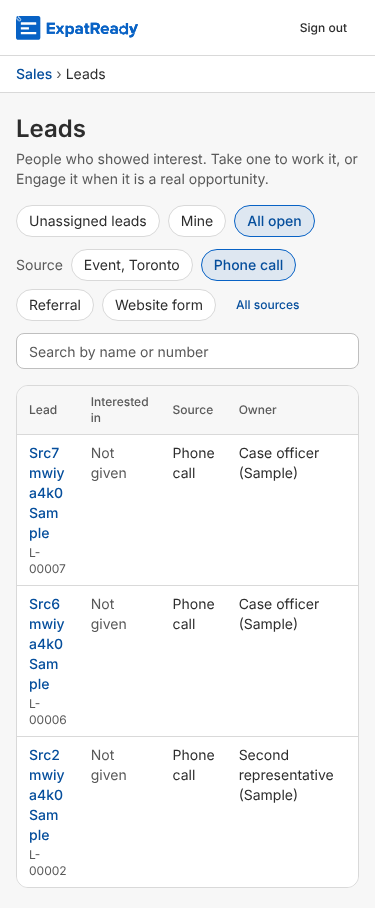 ExpatReady
Sign out
Sales › Leads
Leads
People who showed interest. Take one to work it, or
Engage it when it is a real opportunity.
Unassigned leads
Mine
All open
Source
Event, Toronto
Phone call
Referral
Website form
All sources
Search by name or number
Lead
Interested
in
Source
Owner
Src7
mwiy
a4k0
Sam
ple
L-
00007
Not
given
Phone
call
Case officer
(Sample)
Src6
mwiy
a4k0
Sam
ple
L-
00006
Not
given
Phone
call
Case officer
(Sample)
Src2
mwiy
a4k0
Sam
ple
L-
00002
Not
given
Phone
call
Second
representative
(Sample)